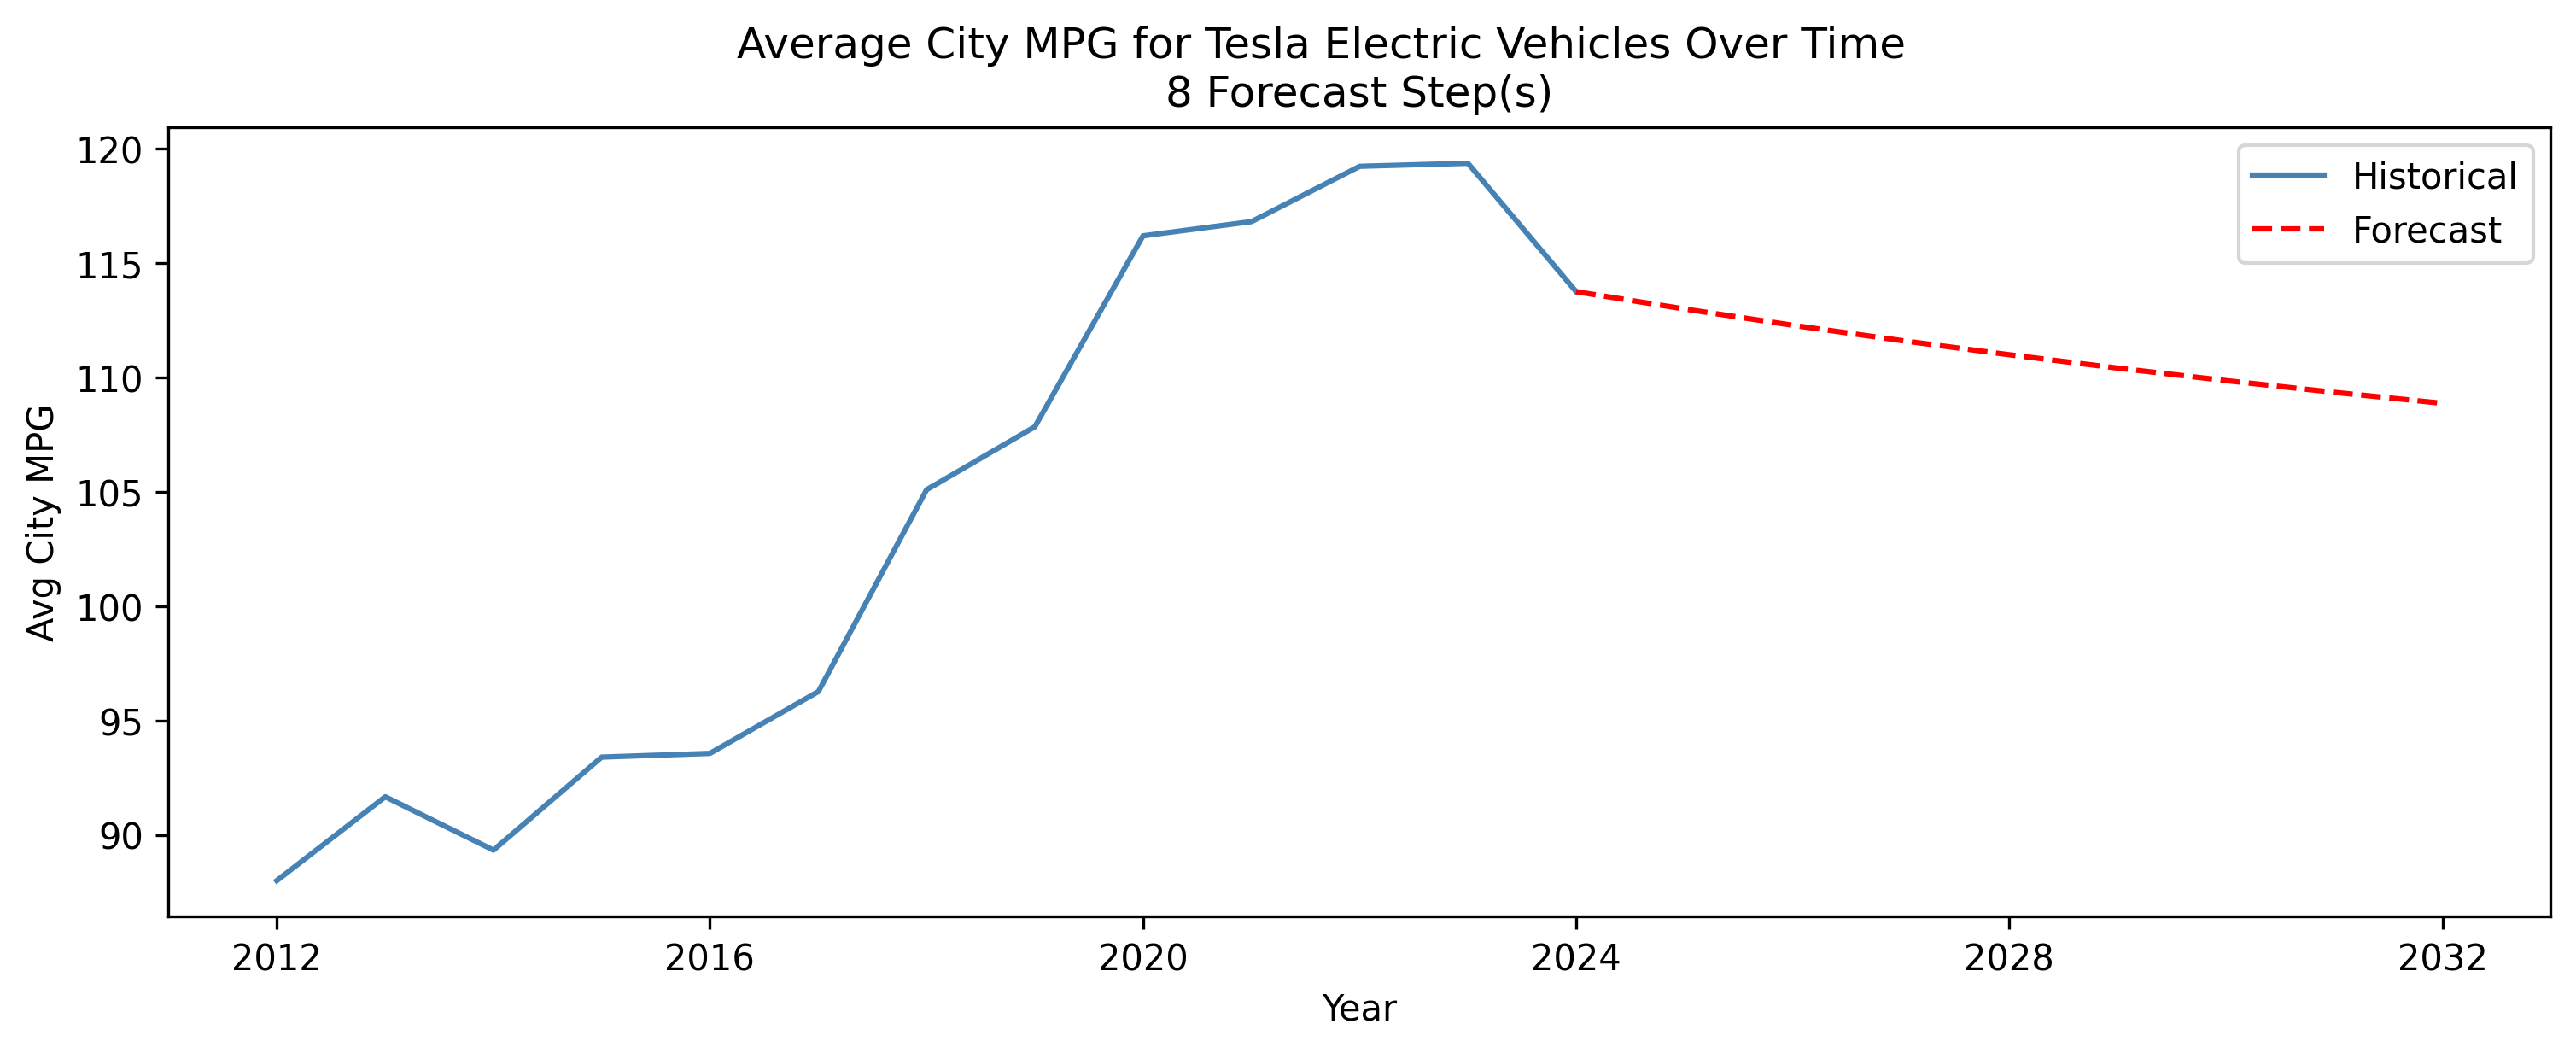 Average City MPG for Tesla Electric Vehicles Over Time
8 Forecast Step(s)
120
115
110
105
100
95
90
Avg City MPG
Historical
Forecast
2012
2016
2020
2024
2028
2032
Year